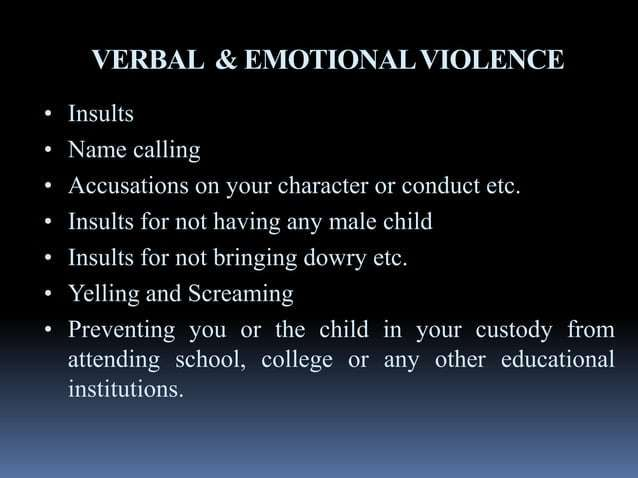 VERBAL & EMOTIONAL VIOLENCE
• Insults
• Name calling
• Accusations on your character or conduct etc.
• Insults for not having any male child
• Insults for not bringing dowry etc.
• Yelling and Screaming
• Preventing you or the child in your custody from
attending school, college or any other educational
institutions.